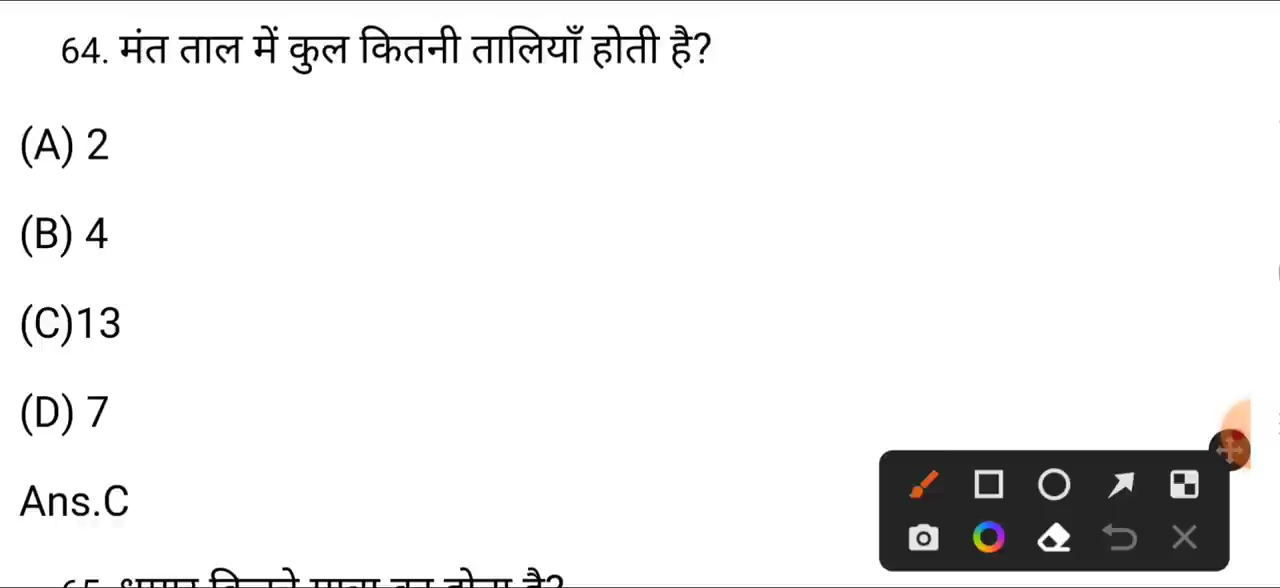 64. मंत ताल में कुल कितनी तालियाँ होती है?
(A) 2
(B) 4
(C)13
(D) 7
Ans.C